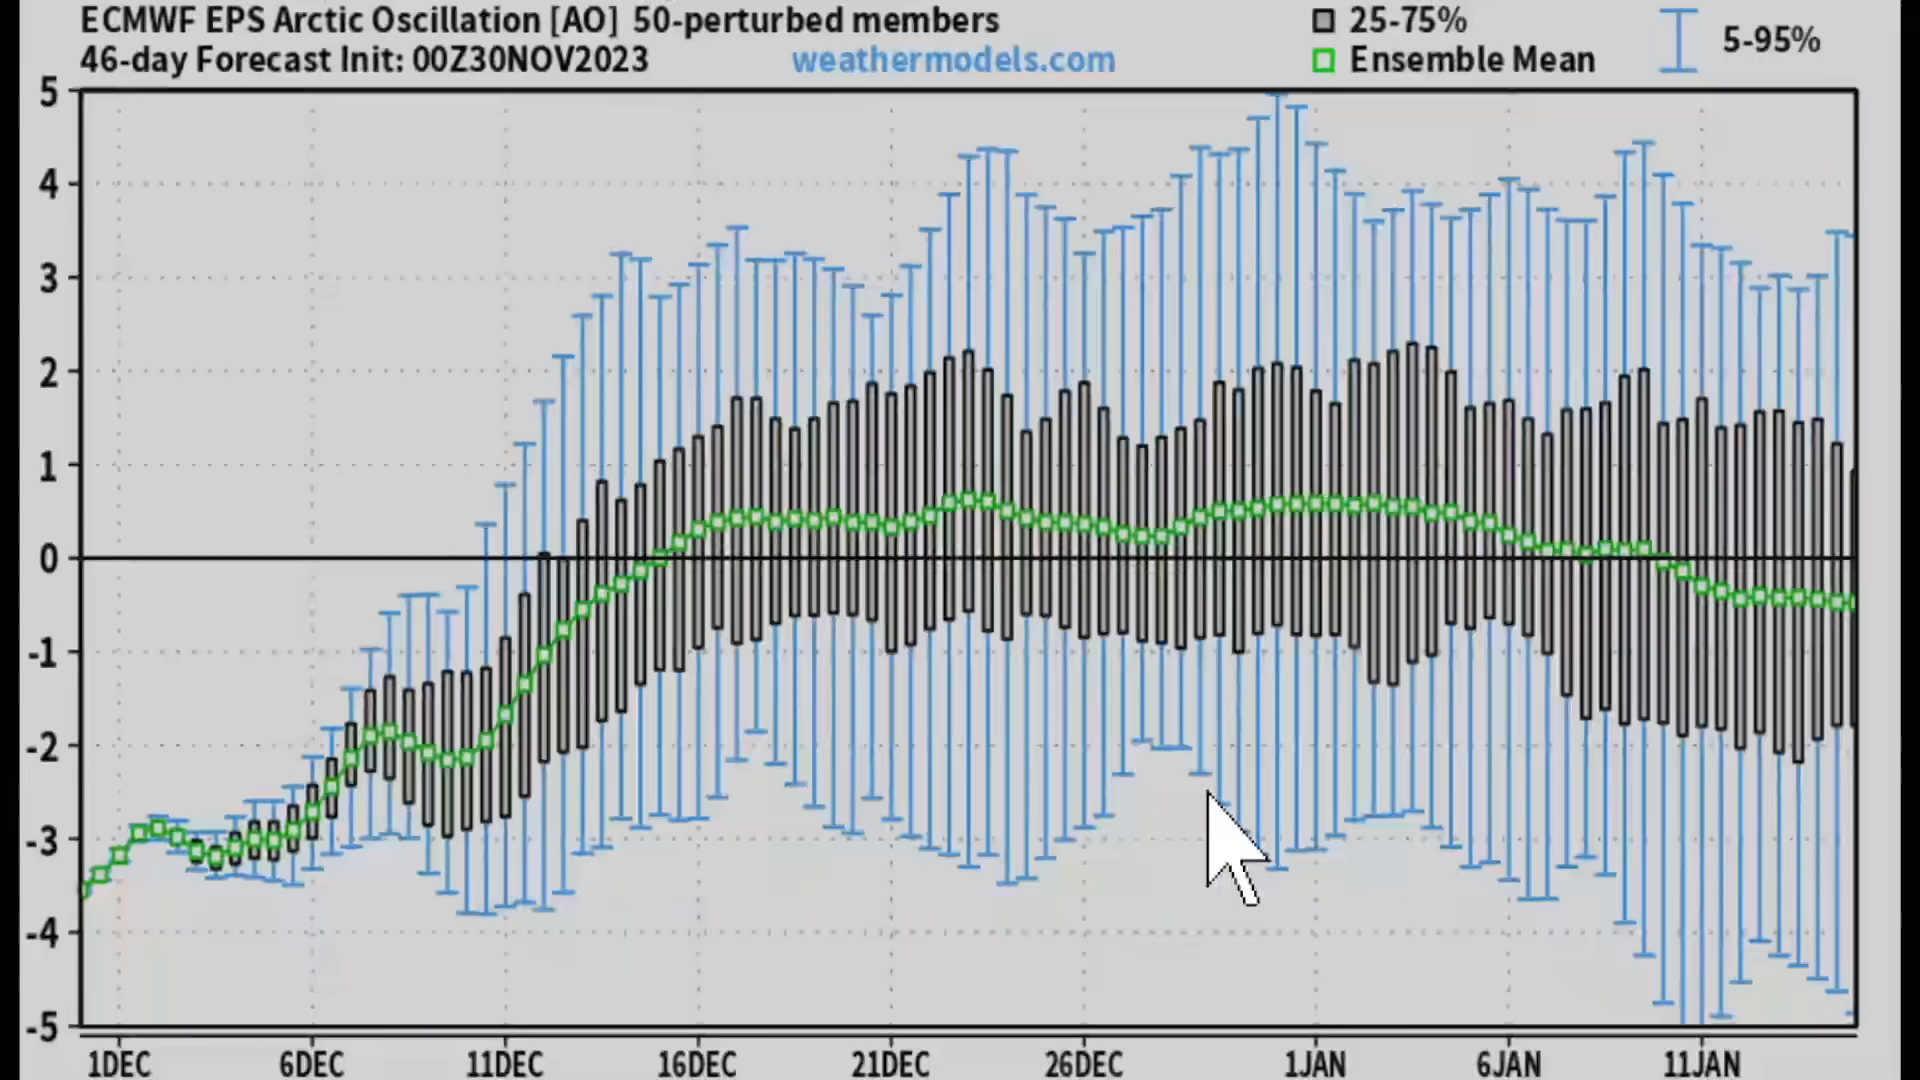 ECMWF EPS Arctic Oscillation [AO] 50-perturbed members
46-day Forecast Init: 00Z30NOV2023
weathermodels.com
25-75%
Ensemble Mean
5-95%
5
4
3
2
1
0
-1
-2
-3
-4
-5
1DEC 6DEC 11DEC 16DEC 21DEC 26DEC 1JAN 6JAN 11JAN